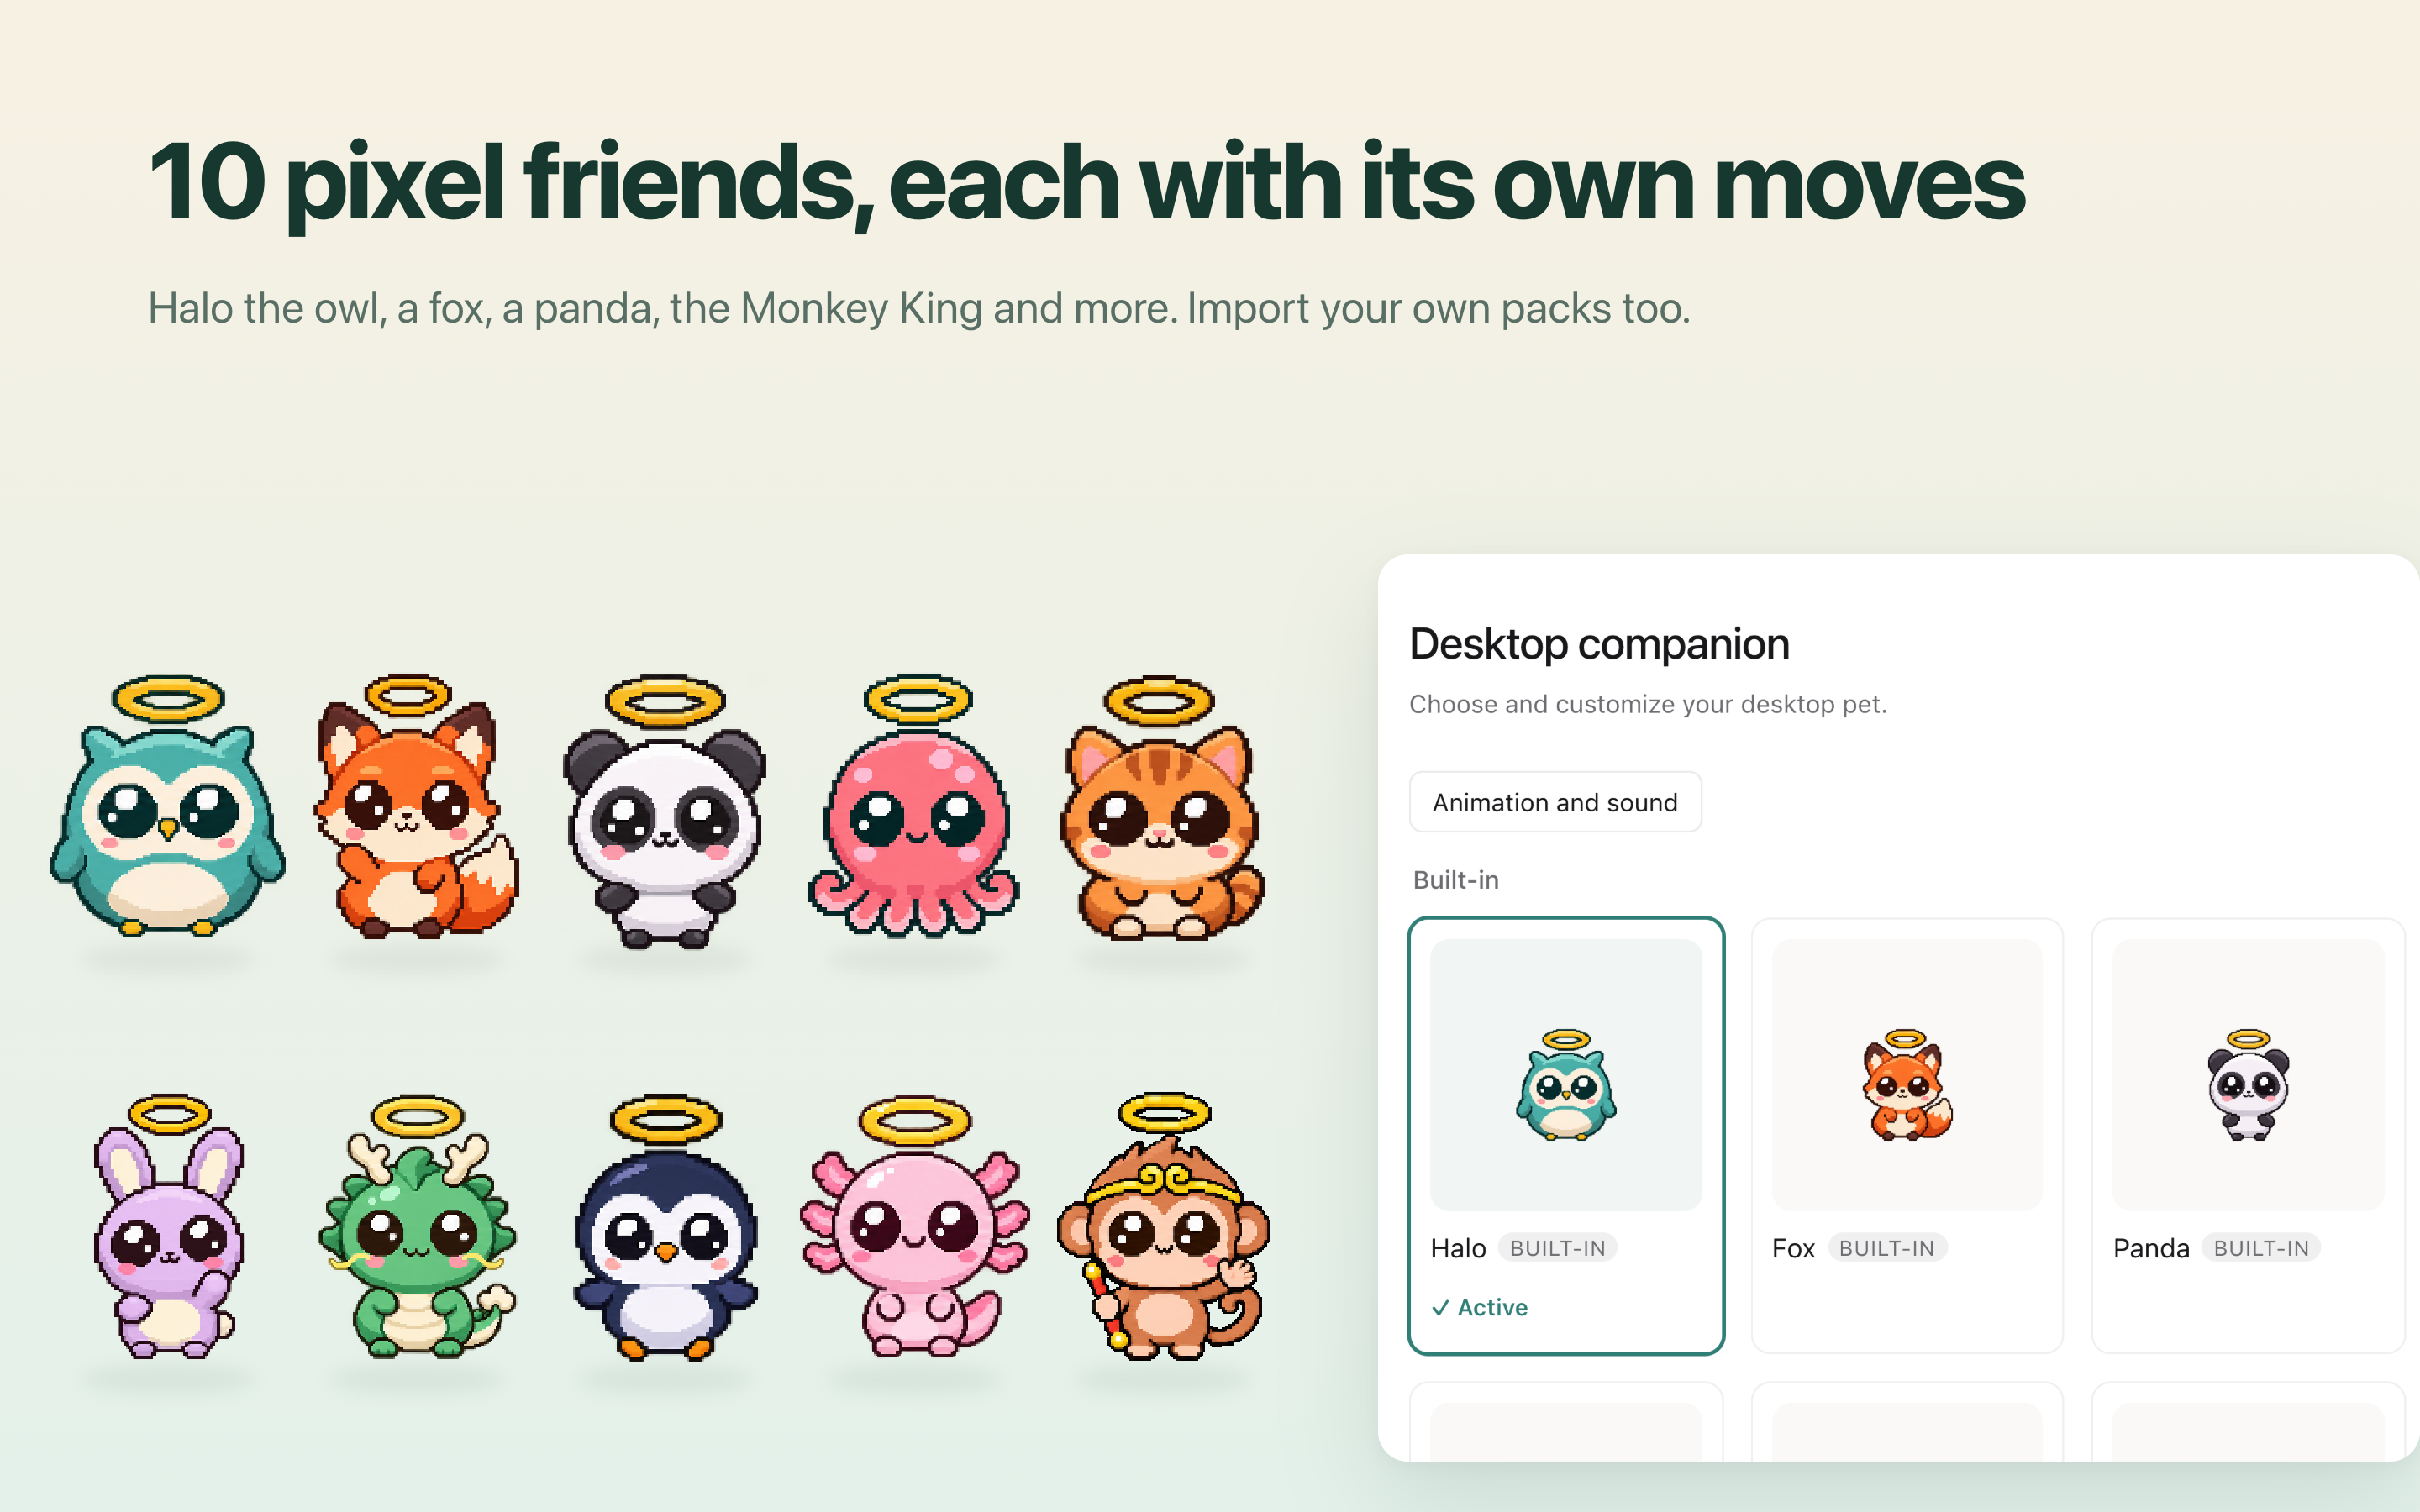 10 pixel friends, each with its own moves
Halo the owl, a fox, a panda, the Monkey King and more. Import your own packs too.
Desktop companion
Choose and customize your desktop pet.
Animation and sound
Built-in
Halo BUILT-IN
✓ Active
Fox BUILT-IN
Panda BUILT-IN